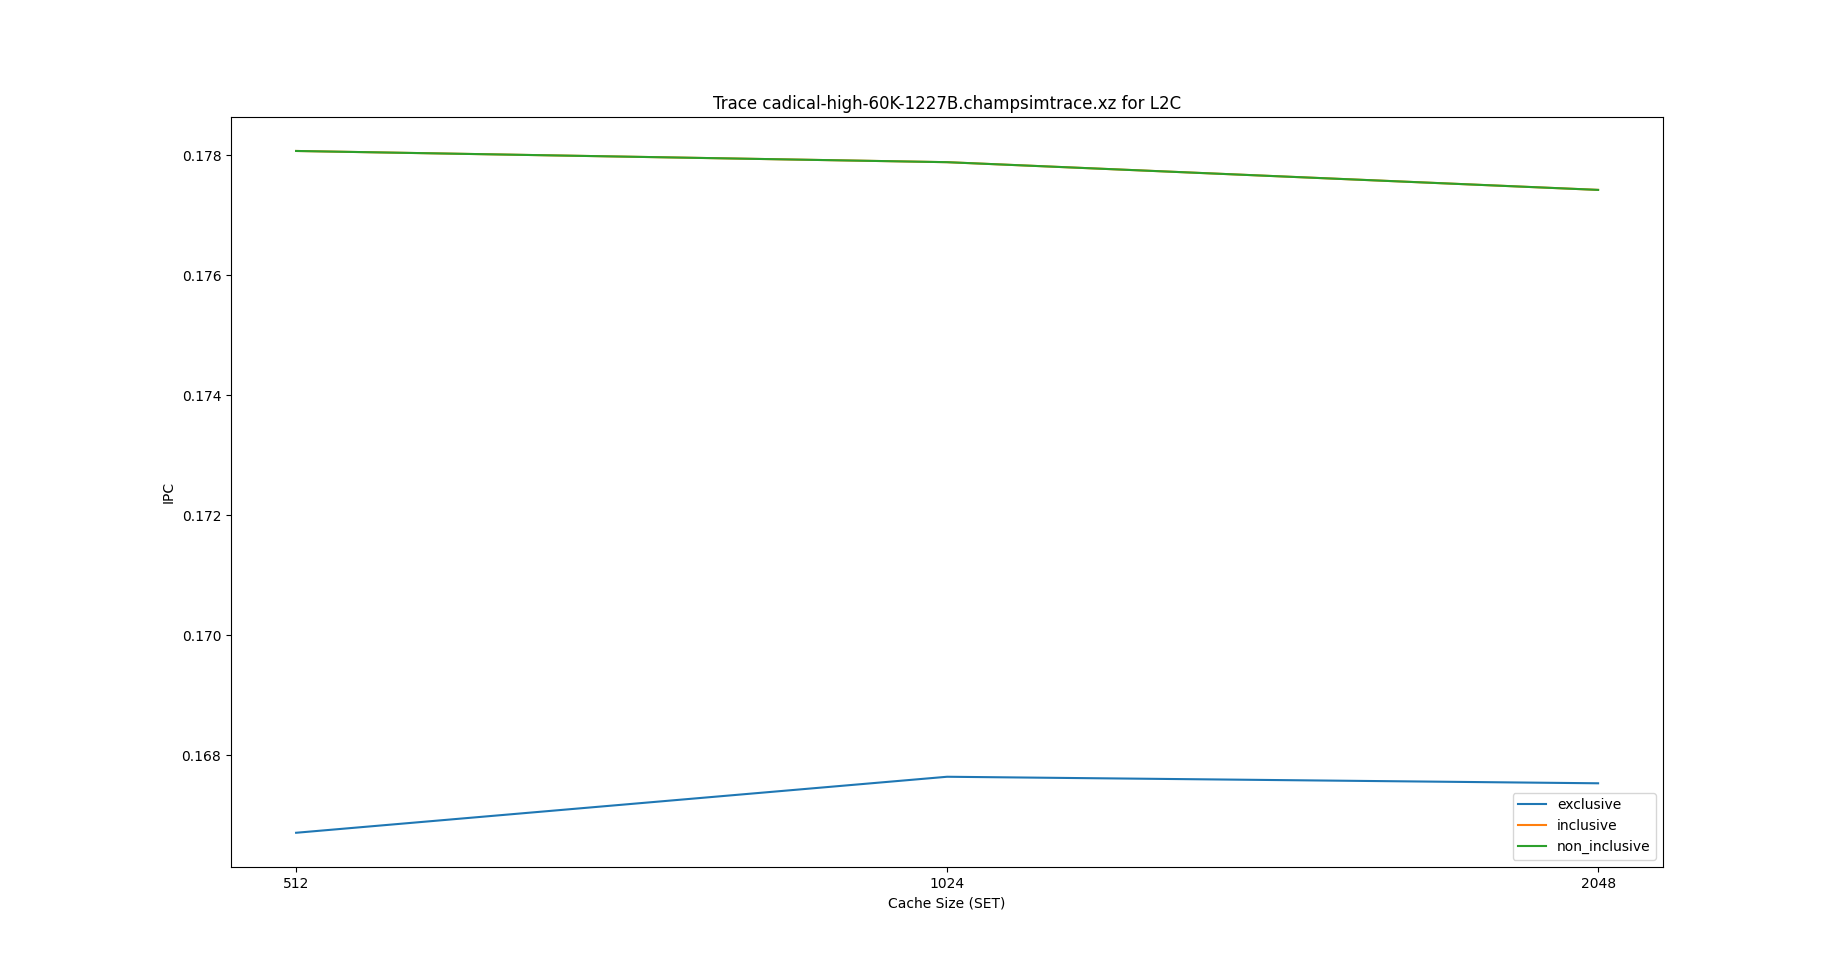 Trace cadical-high-60K-1227B.champsimtrace.xz for L2C
0.178
0.176
0.174
0.172
0.170
0.168
IPC
512
1024
2048
Cache Size (SET)
exclusive
inclusive
non_inclusive